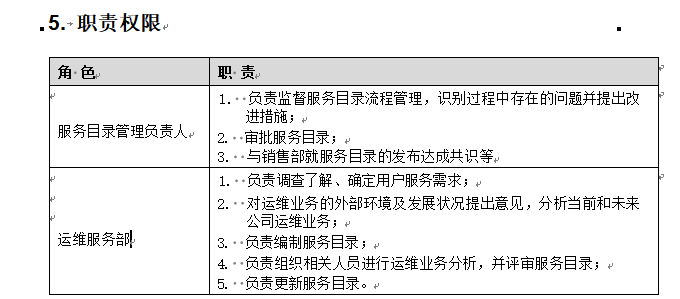 5. 职责权限
角 色 职 责
服务目录管理负责人
1. 负责监督服务目录流程管理，识别过程中存在的问题并提出改
进措施；
2. 审批服务目录；
3. 与销售部就服务目录的发布达成共识等
运维服务部
1. 负责调查了解、确定用户服务需求；
2. 对运维业务的外部环境及发展状况提出意见，分析当前和未来
公司运维业务；
3. 负责编制服务目录；
4. 负责组织相关人员进行运维业务分析，并评审服务目录；
5. 负责更新服务目录。